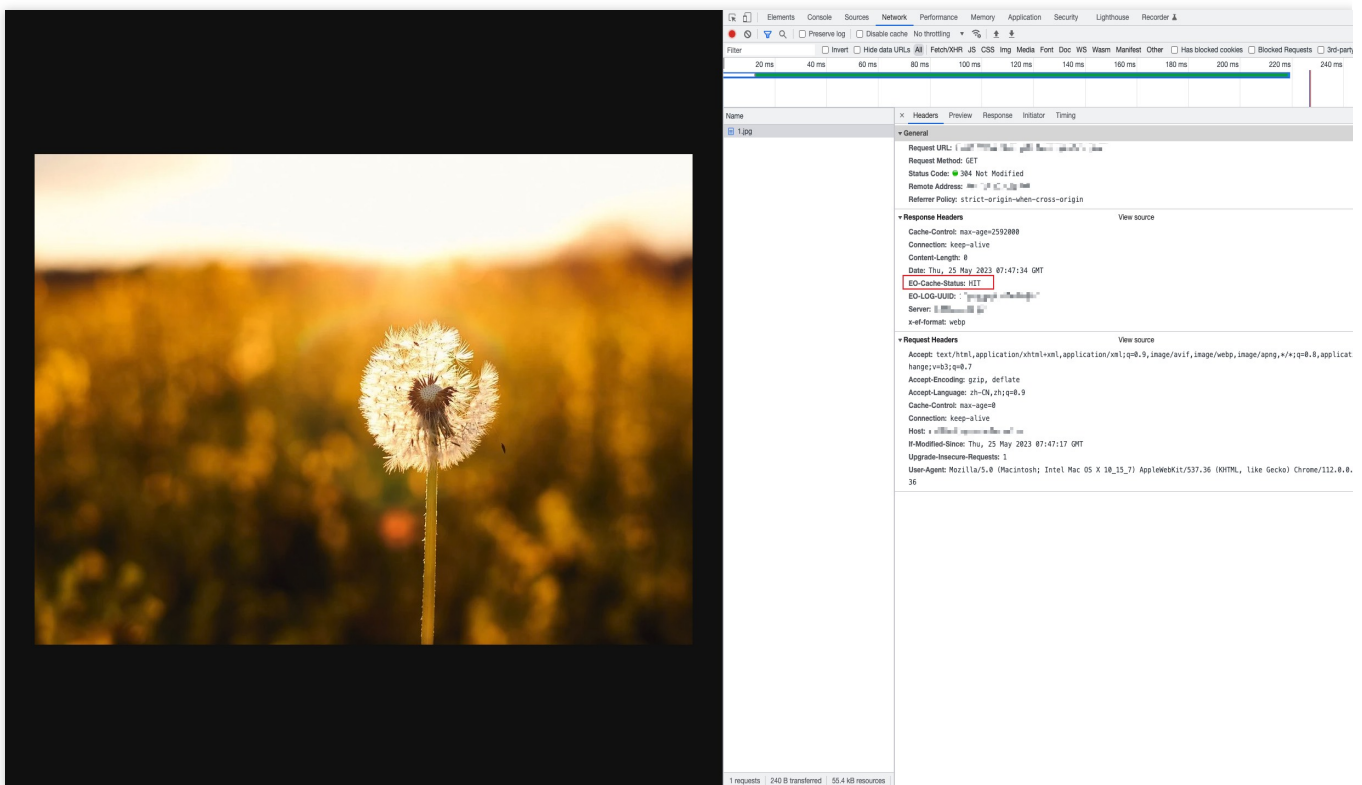 Elements Console Sources Network Performance Memory Application Security Lighthouse Recorder
Preserve log Disable cache No throttling
Filter Invert Hide data URLs All Fetch/XHR JS CSS Img Media Font Doc WS Wasm Manifest Other Has blocked cookies Blocked Requests 3rd-party
20 ms 40 ms 60 ms 80 ms 100 ms 120 ms 140 ms 160 ms 180 ms 200 ms 220 ms 240 ms
Name
1.jpg
× Headers Preview Response Initiator Timing
General
Request URL:
Request Method: GET
Status Code: 304 Not Modified
Remote Address:
Referrer Policy: strict-origin-when-cross-origin
Response Headers View source
Cache-Control: max-age=2592000
Connection: keep-alive
Content-Length: 0
Date: Thu, 25 May 2023 07:47:34 GMT
EO-Cache-Status: HIT
EO-LOG-UUID:
Server:
x-ef-format: webp
Request Headers View source
Accept: text/html,application/xhtml+xml,application/xml;q=0.9,image/avif,image/webp,image/apng,*/*;q=0.8,applicat
hange;v=b3;q=0.7
Accept-Encoding: gzip, deflate
Accept-Language: zh-CN,zh;q=0.9
Cache-Control: max-age=0
Connection: keep-alive
Host:
If-Modified-Since: Thu, 25 May 2023 07:47:17 GMT
Upgrade-Insecure-Requests: 1
User-Agent: Mozilla/5.0 (Macintosh; Intel Mac OS X 10_15_7) AppleWebKit/537.36 (KHTML, like Gecko) Chrome/112.0.0.
36
1 requests 240 B transferred 55.4 kB resources